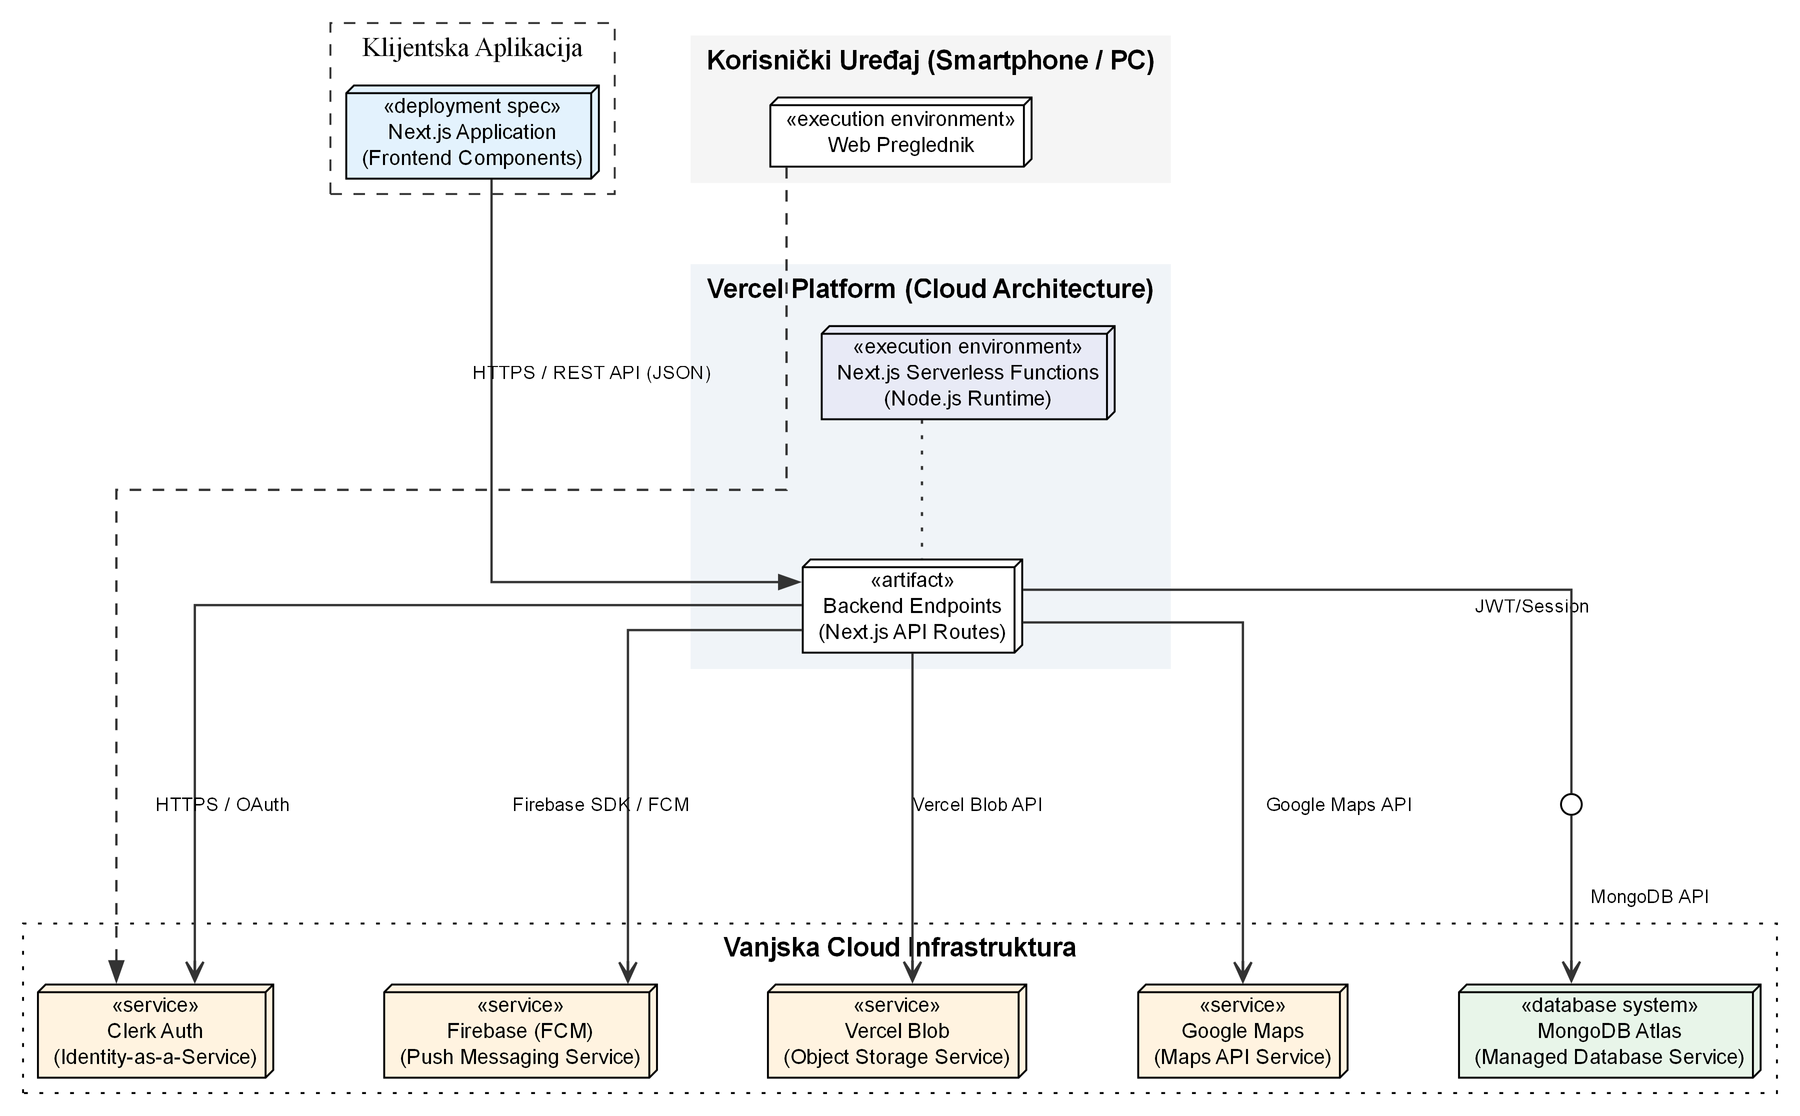 Klijentska Aplikacija
«deployment spec»
Next.js Application
(Frontend Components)
Korisnički Uređaj (Smartphone / PC)
«execution environment»
Web Preglednik
Vercel Platform (Cloud Architecture)
«execution environment»
Next.js Serverless Functions
(Node.js Runtime)
HTTPS / REST API (JSON)
«artifact»
Backend Endpoints
(Next.js API Routes)
JWT/Session
HTTPS / OAuth
Firebase SDK / FCM
Vercel Blob API
Google Maps API
MongoDB API
Vanjska Cloud Infrastruktura
«service»
Clerk Auth
(Identity-as-a-Service)
«service»
Firebase (FCM)
(Push Messaging Service)
«service»
Vercel Blob
(Object Storage Service)
«service»
Google Maps
(Maps API Service)
«database system»
MongoDB Atlas
(Managed Database Service)